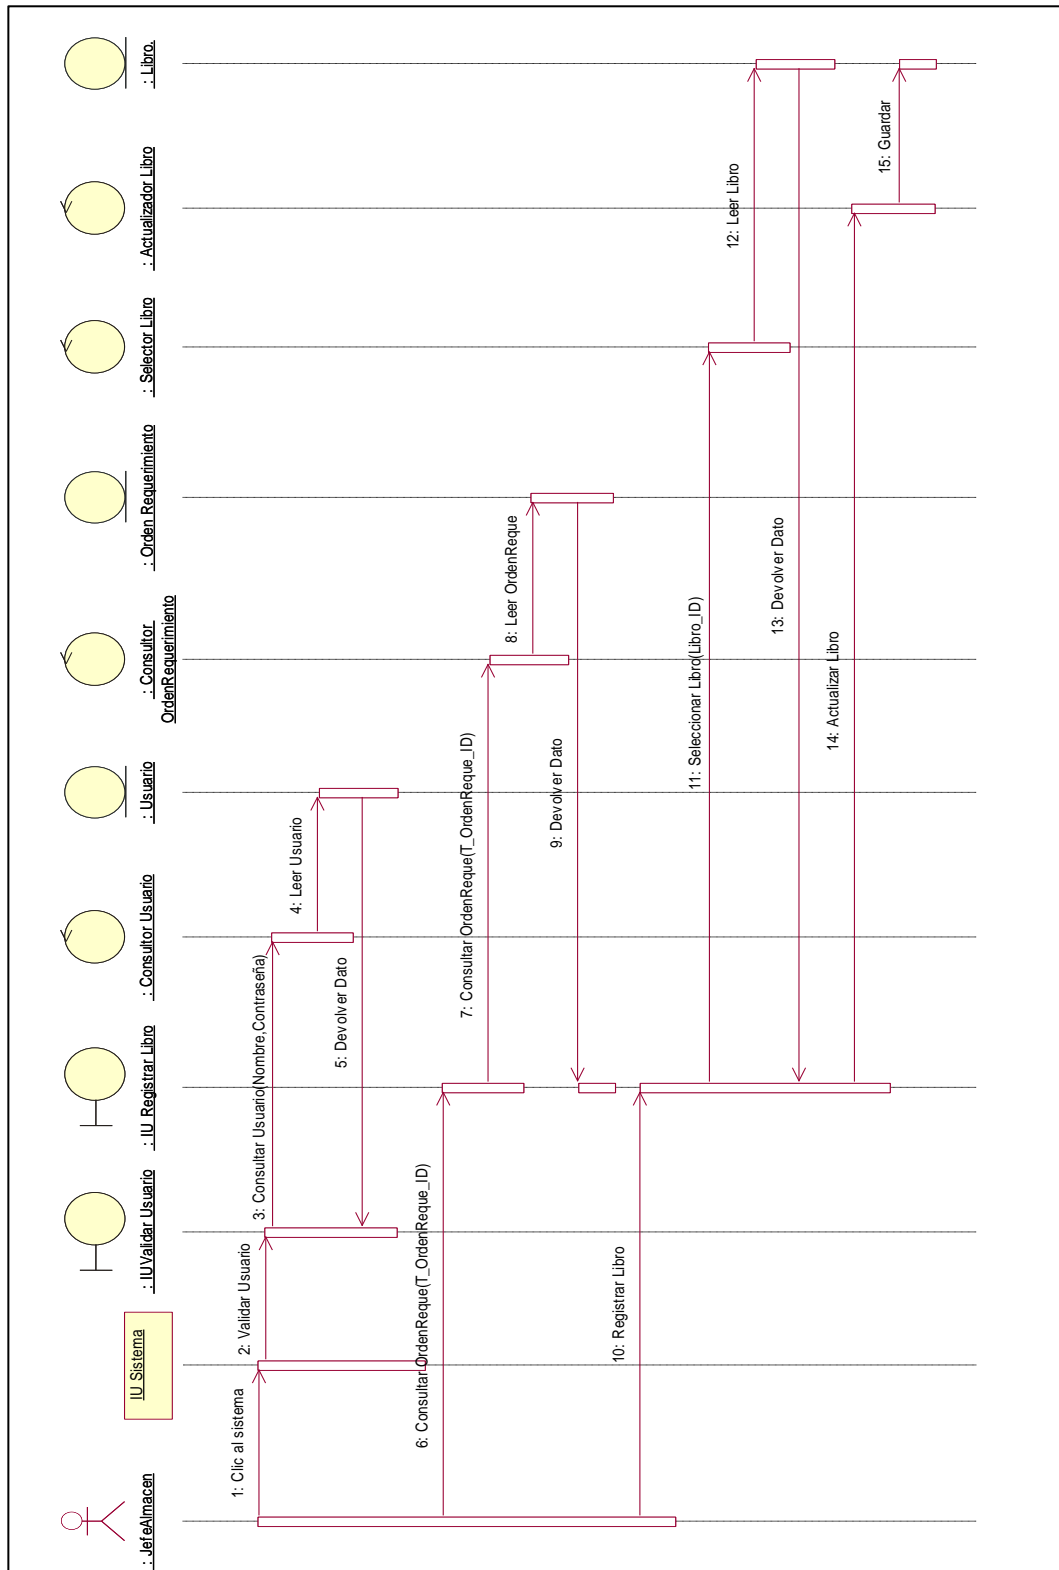 : JefeAlmacen
IU Sistema
: IUValidar Usuario
: IU Registrar Libro
: Consultor Usuario
: Usuario
: Consultor
OrdenRequerimiento
: Orden Requerimiento
: Selector Libro
: Actualizador Libro
: Libro.
1: Clic al sistema
2: Validar Usuario
3: Consultar Usuario(Nombre,Contraseña)
4: Leer Usuario
5: Devolver Dato
6: Consultar OrdenReque(T_OrdenReque_ID)
7: Consultar OrdenReque(T_OrdenReque_ID)
8: Leer OrdenReque
9: Devolver Dato
10: Registrar Libro
11: Seleccionar Libro(Libro_ID)
12: Leer Libro
13: Devolver Dato
14: Actualizar Libro
15: Guardar